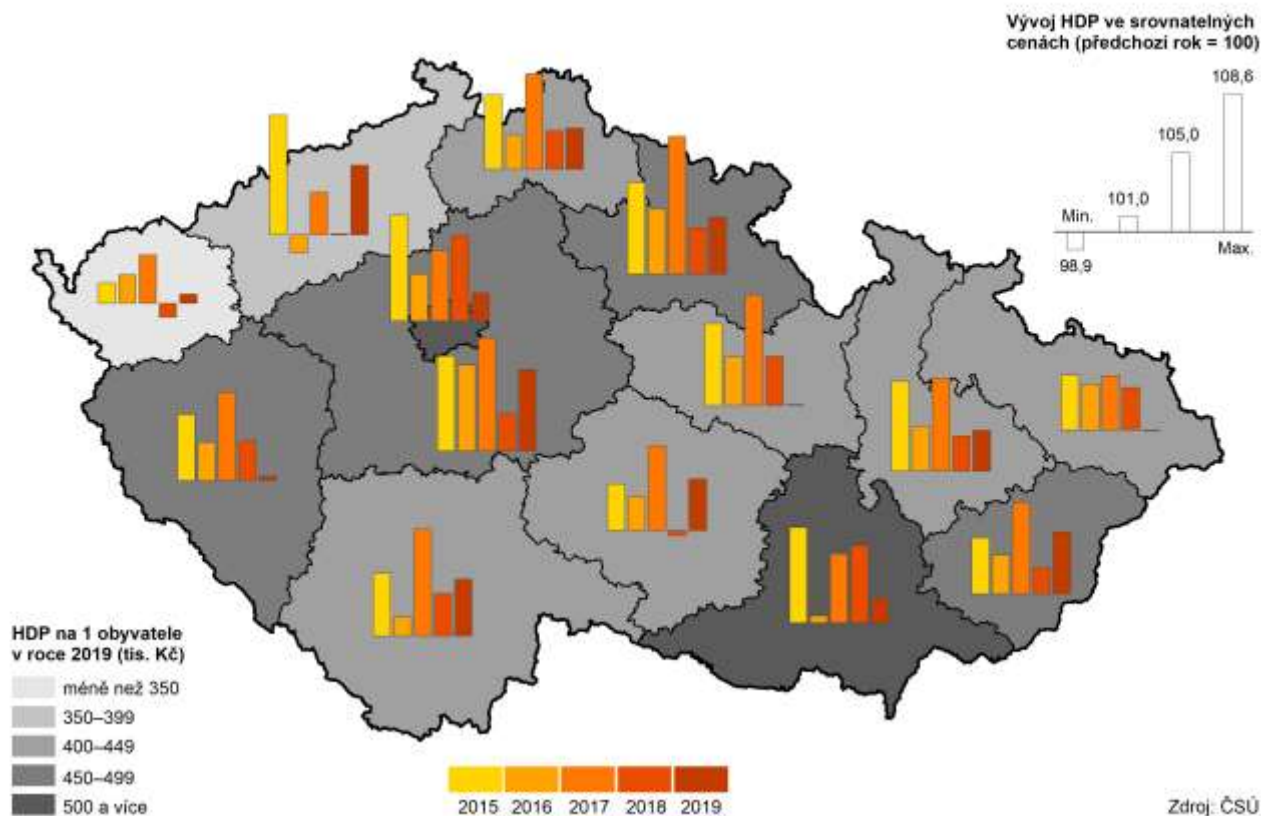 Vývoj HDP ve srovnatelných
cenách (předchozí rok = 100)
108,6
105,0
101,0
Min.
98,9
Max.
HDP na 1 obyvatele
v roce 2019 (tis. Kč)
méně než 350
350–399
400–449
450–499
500 a více
2015 2016 2017 2018 2019
Zdroj: ČSÚ